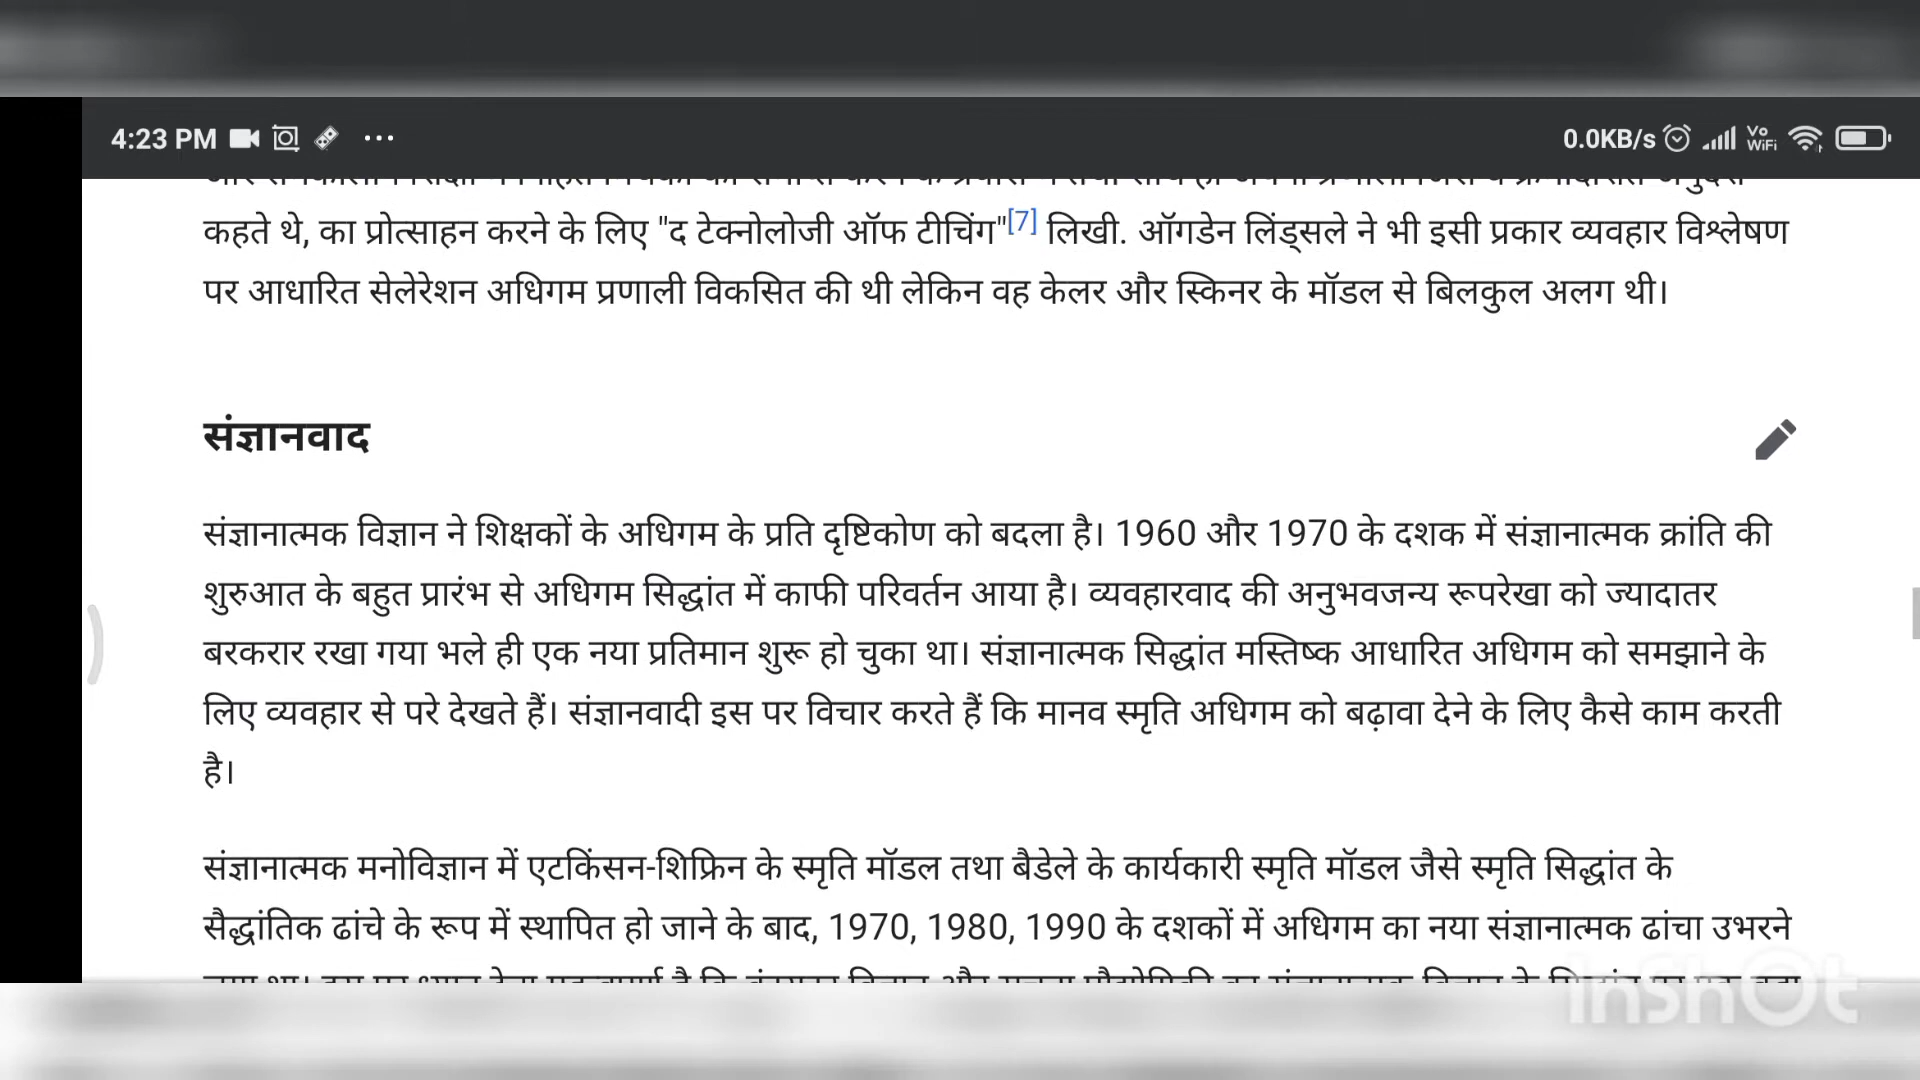 4:23 PM ...
0.0KB/s Vo WiFi
कहते थे, का प्रोत्साहन करने के लिए "द टेक्नोलोजी ऑफ टीचिंग"[7] लिखी. ऑगडेन लिंड्सले ने भी इसी प्रकार व्यवहार विश्लेषण
पर आधारित सेलेरेशन अधिगम प्रणाली विकसित की थी लेकिन वह केलर और स्किनर के मॉडल से बिलकुल अलग थी।
संज्ञानवाद
संज्ञानात्मक विज्ञान ने शिक्षकों के अधिगम के प्रति दृष्टिकोण को बदला है। 1960 और 1970 के दशक में संज्ञानात्मक क्रांति की
शुरुआत के बहुत प्रारंभ से अधिगम सिद्धांत में काफी परिवर्तन आया है। व्यवहारवाद की अनुभवजन्य रूपरेखा को ज्यादातर
बरकरार रखा गया भले ही एक नया प्रतिमान शुरू हो चुका था। संज्ञानात्मक सिद्धांत मस्तिष्क आधारित अधिगम को समझाने के
लिए व्यवहार से परे देखते हैं। संज्ञानवादी इस पर विचार करते हैं कि मानव स्मृति अधिगम को बढ़ावा देने के लिए कैसे काम करती
है।
संज्ञानात्मक मनोविज्ञान में एटकिंसन-शिफ्रिन के स्मृति मॉडल तथा बैडेले के कार्यकारी स्मृति मॉडल जैसे स्मृति सिद्धांत के
सैद्धांतिक ढांचे के रूप में स्थापित हो जाने के बाद, 1970, 1980, 1990 के दशकों में अधिगम का नया संज्ञानात्मक ढांचा उभरने
InShOt